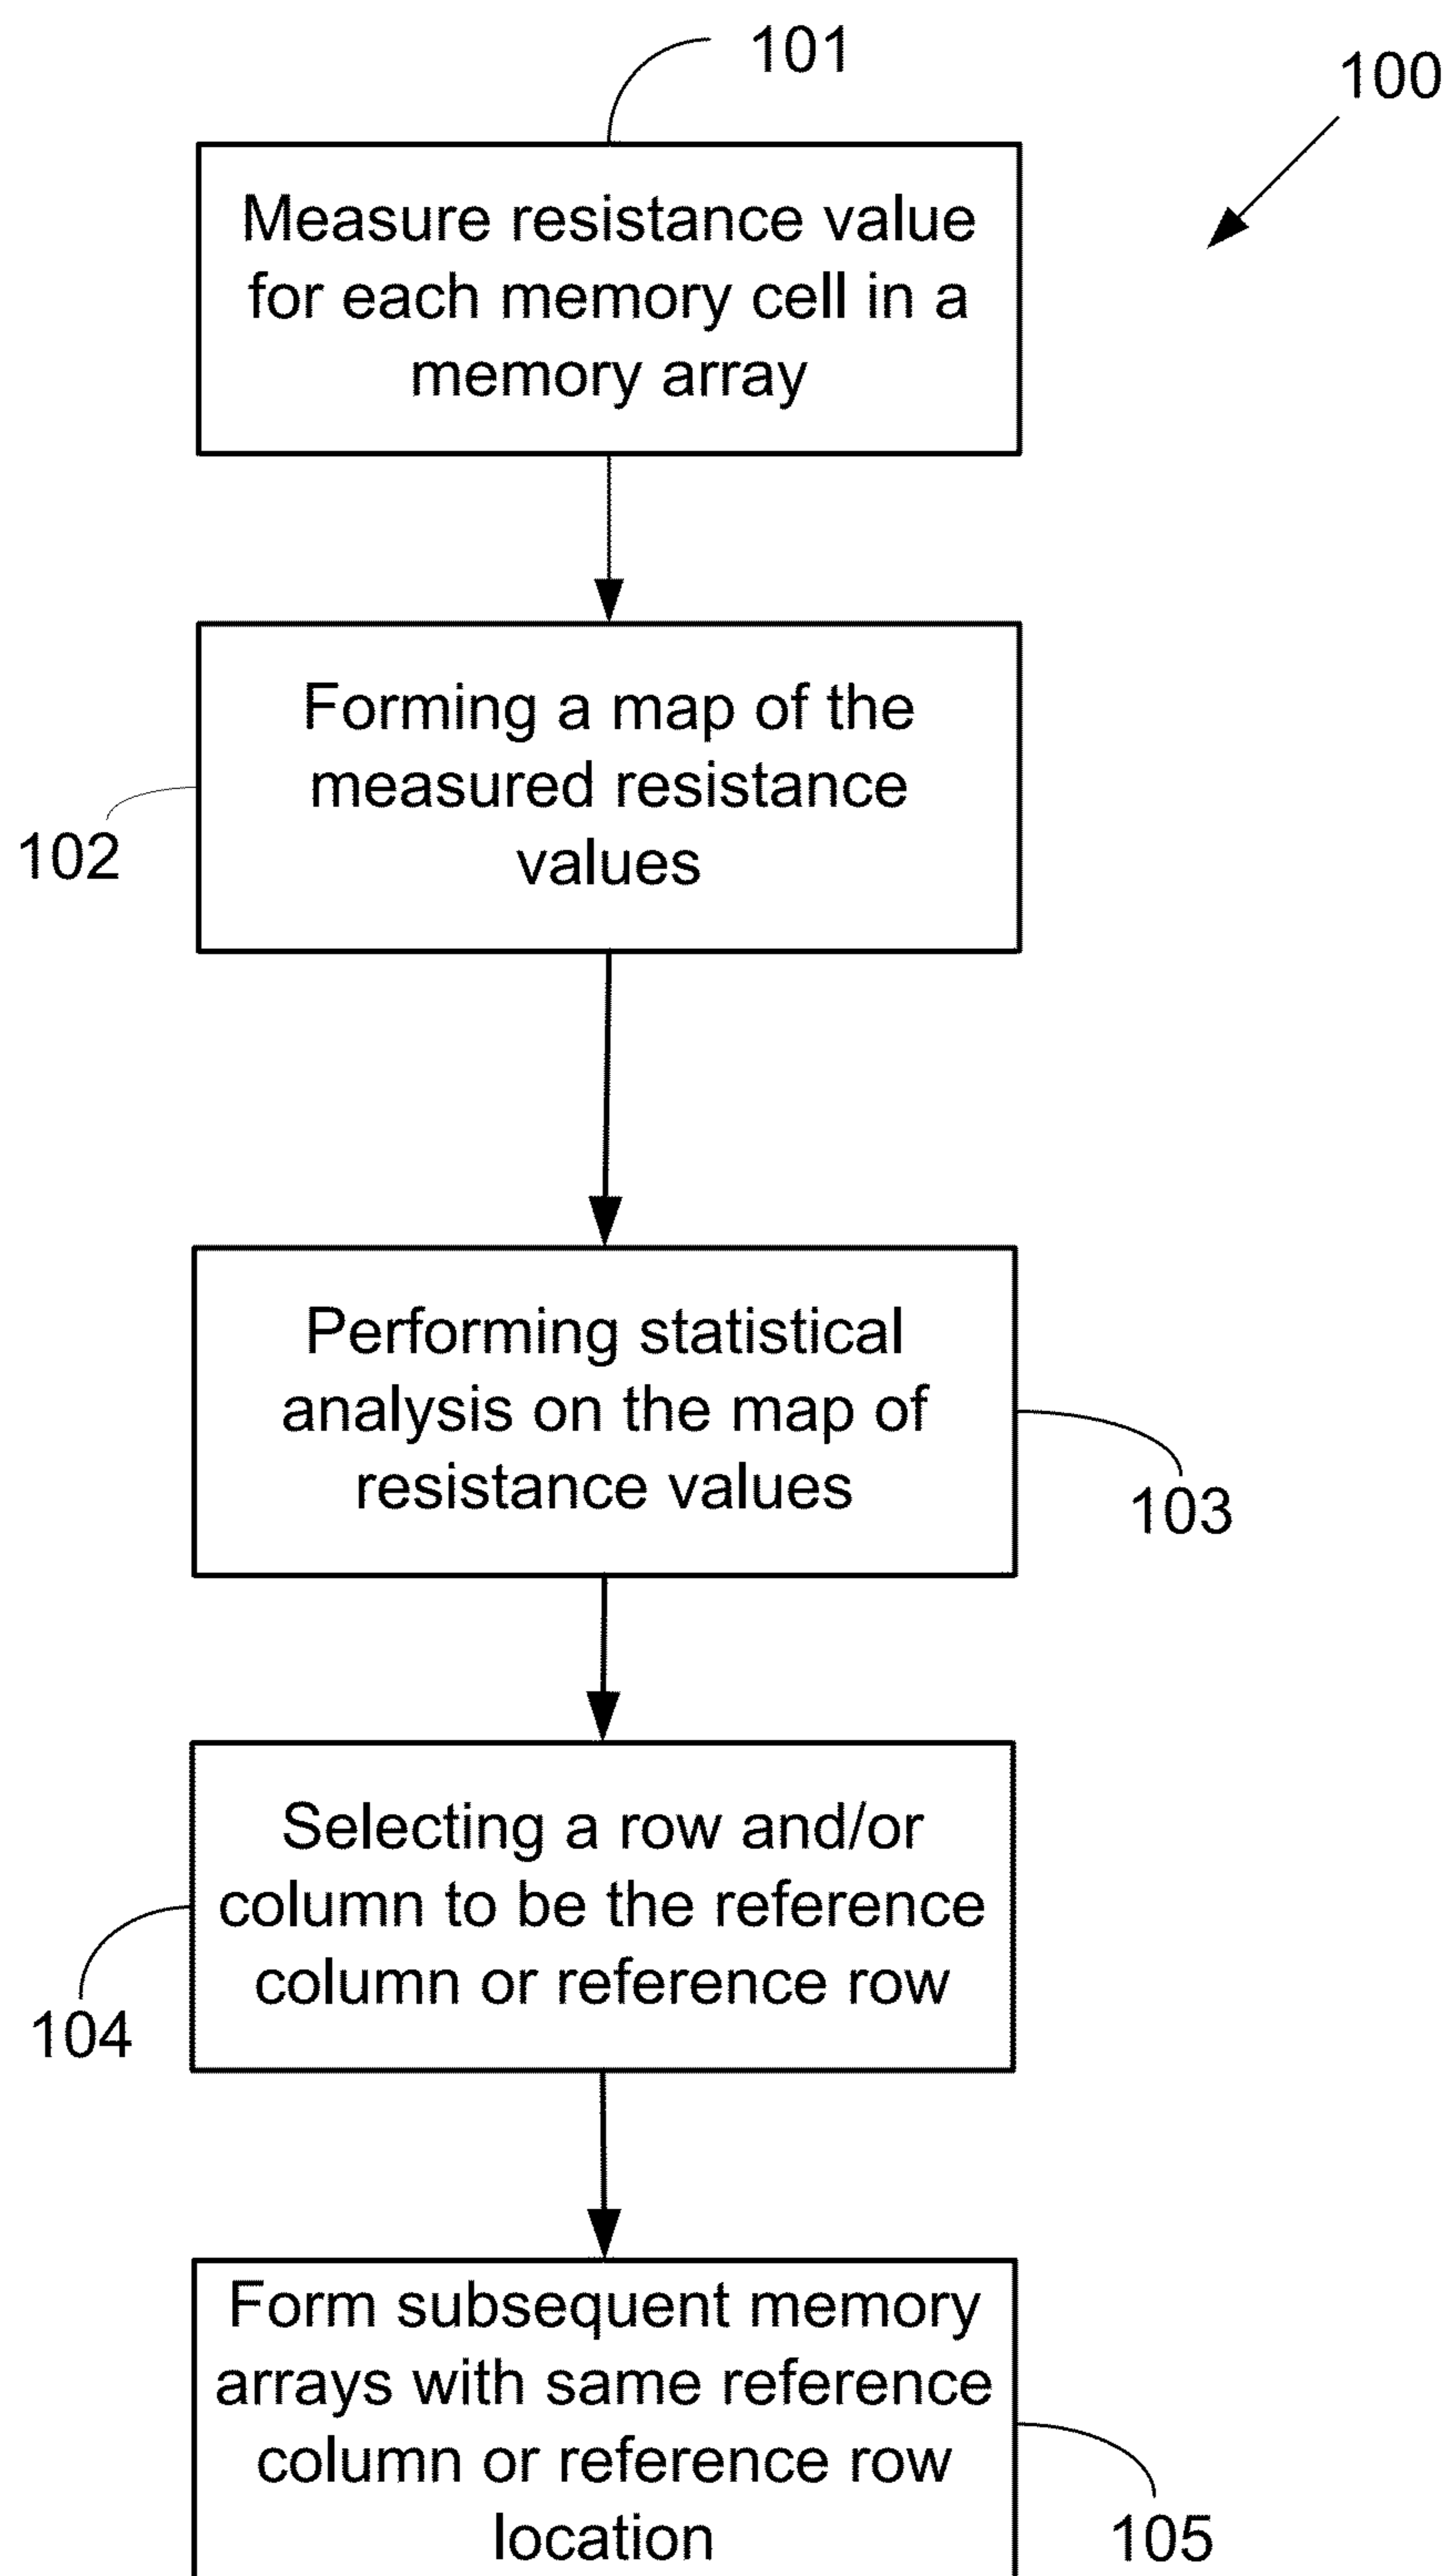 101
100
Measure resistance value
for each memory cell in a
memory array
Forming a map of the
measured resistance
values
102
Performing statistical
analysis on the map of
resistance values
103
Selecting a row and/or
column to be the reference
column or reference row
104
Form subsequent memory
arrays with same reference
column or reference row
location
105